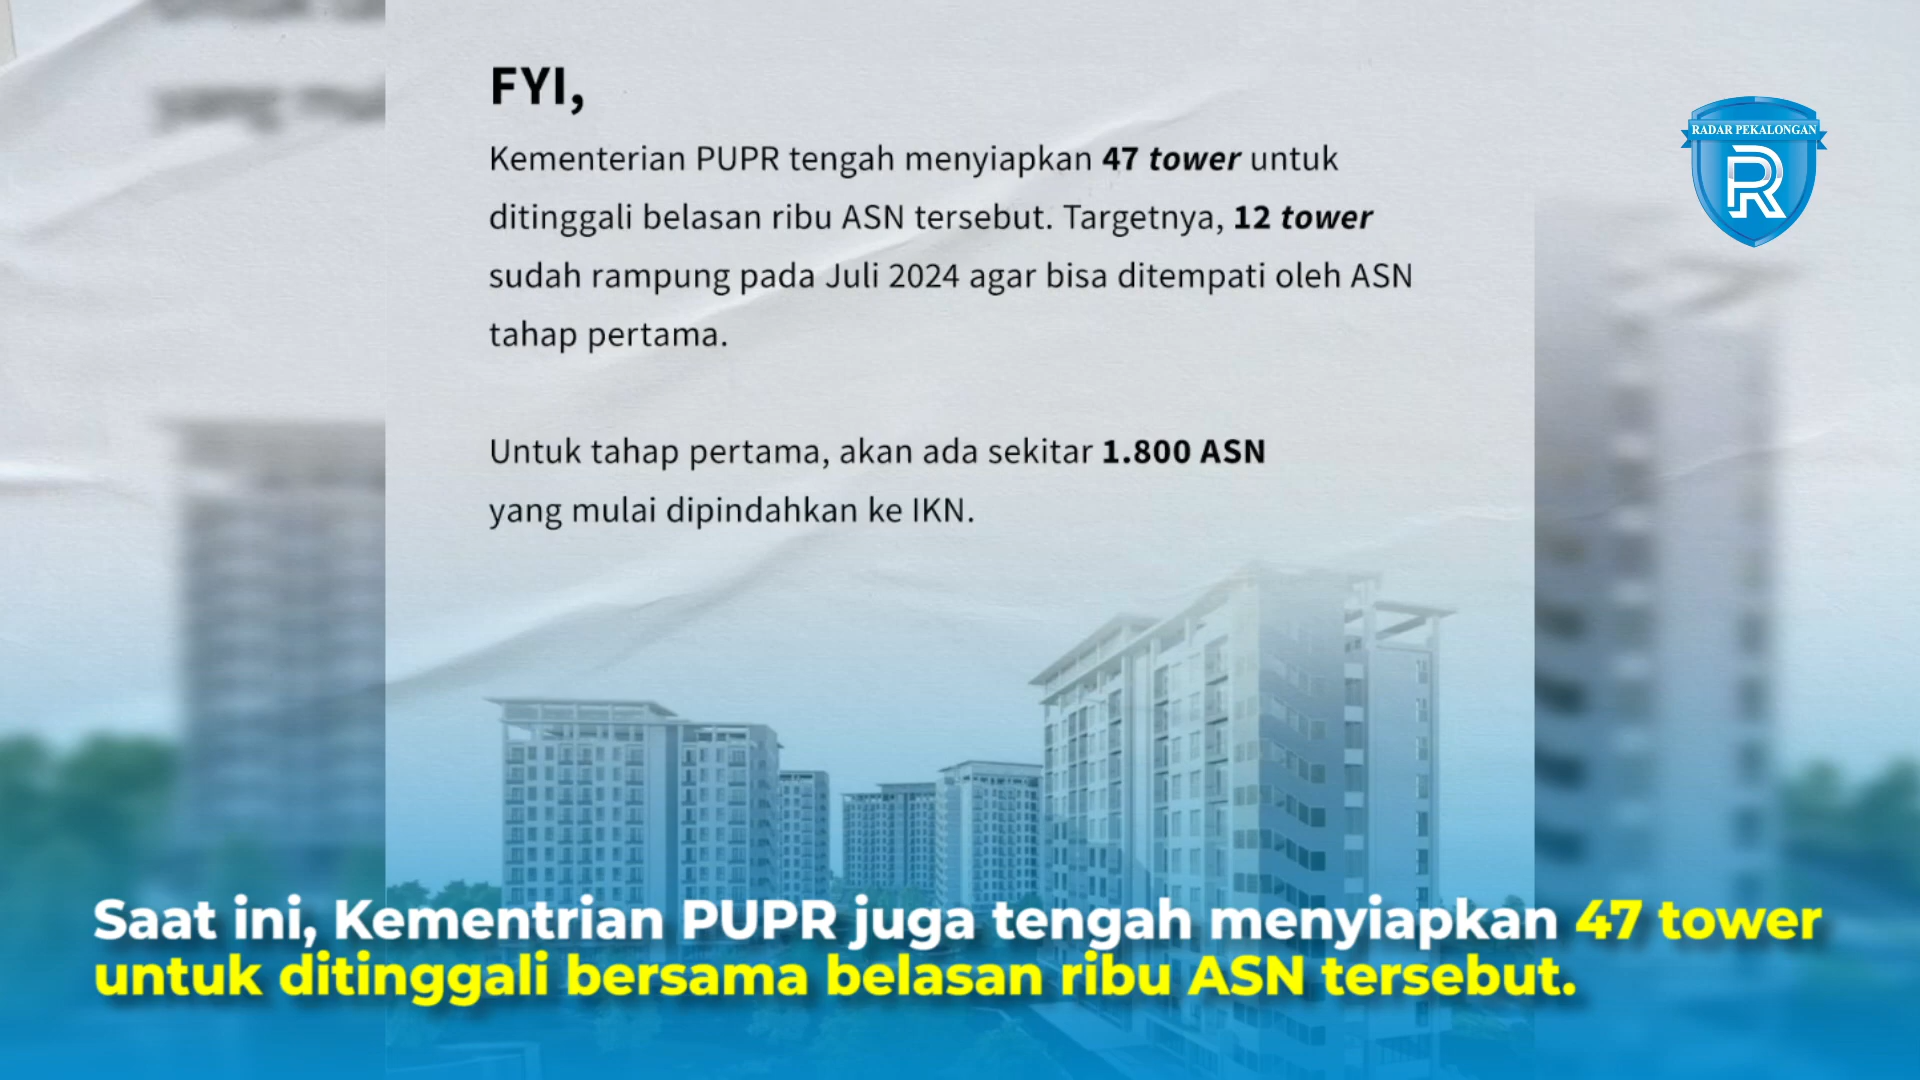 FYI,
Kementerian PUPR tengah menyiapkan 47 tower untuk
ditinggali belasan ribu ASN tersebut. Targetnya, 12 tower
sudah rampung pada Juli 2024 agar bisa ditempati oleh ASN
tahap pertama.
Untuk tahap pertama, akan ada sekitar 1.800 ASN
yang mulai dipindahkan ke IKN.
RADAR PEKALONGAN
R
Saat ini, Kementrian PUPR juga tengah menyiapkan 47 tower
untuk ditinggali bersama belasan ribu ASN tersebut.